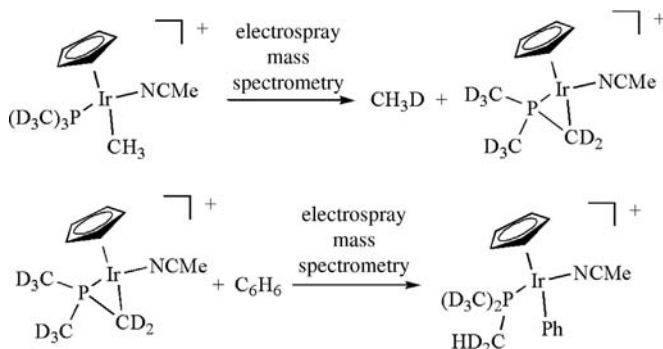 electrospray
mass
spectrometry
+
Ir
NCMe
(D₃C)₃P
CH₃
CH₃D + 
+
D₃C
P
Ir
NCMe
D₃C
CD₂
electrospray
mass
spectrometry
+
Ir
NCMe
D₃C
P
D₃C
CD₂
+ C₆H₆
+
Ir
NCMe
(D₃C)₂P
HD₂C
Ph